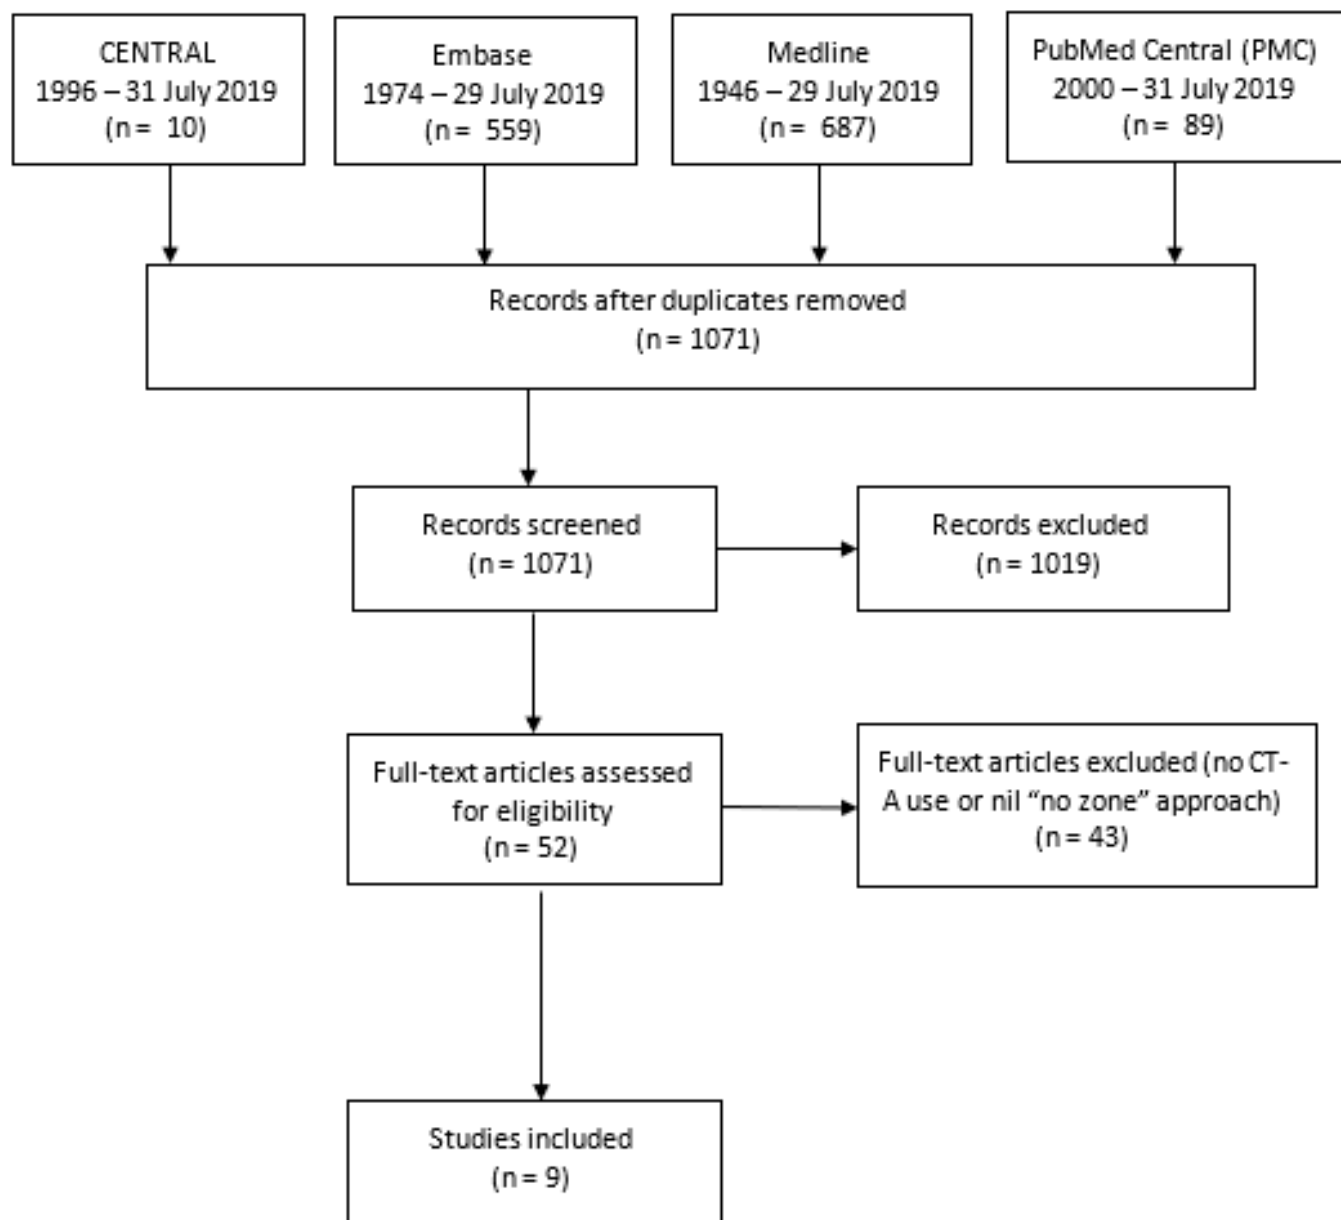 CENTRAL
1996 – 31 July 2019
(n = 10)
Embase
1974 – 29 July 2019
(n = 559)
Medline
1946 – 29 July 2019
(n = 687)
PubMed Central (PMC)
2000 – 31 July 2019
(n = 89)
Records after duplicates removed
(n = 1071)
Records screened
(n = 1071)
Records excluded
(n = 1019)
Full-text articles assessed
for eligibility
(n = 52)
Full-text articles excluded (no CT-
A use or nil “no zone” approach)
(n = 43)
Studies included
(n = 9)